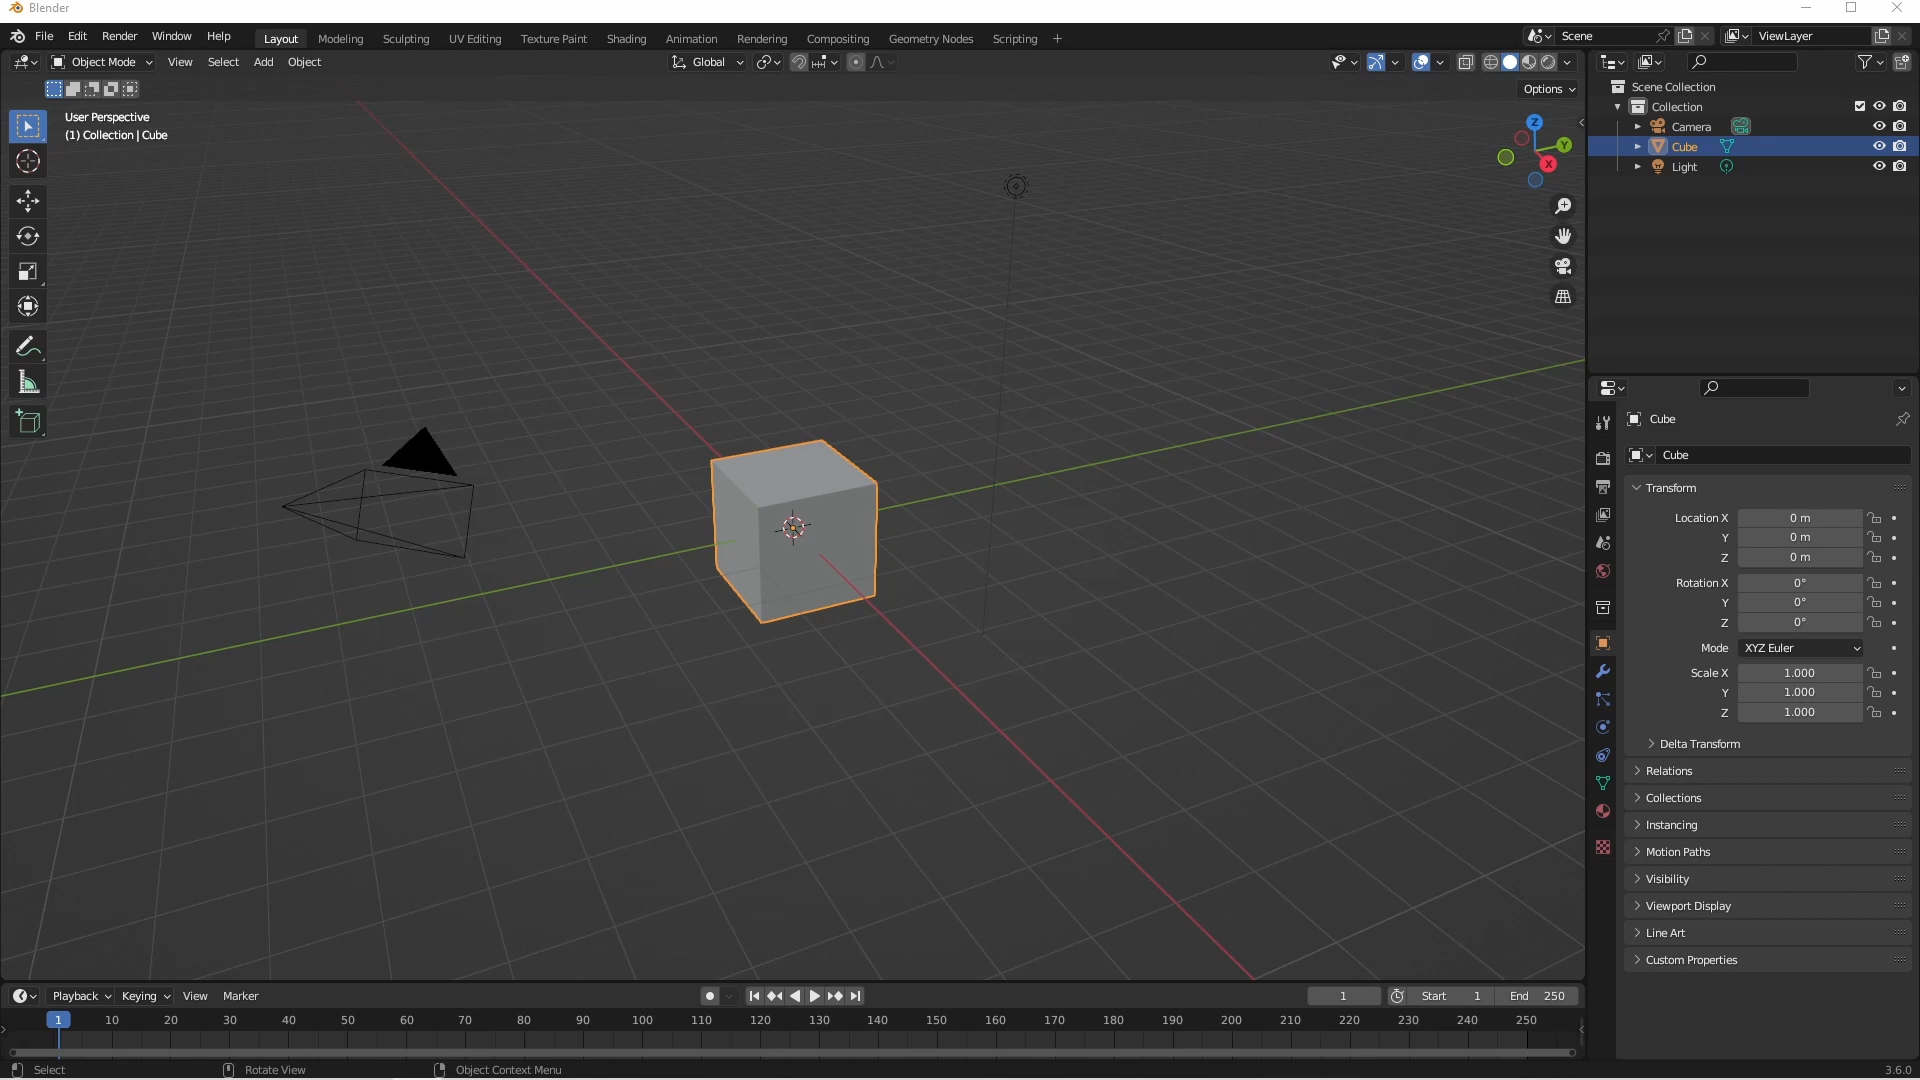 Blender
File Edit Render Window Help Layout Modeling Sculpting UV Editing Texture Paint Shading Animation Rendering Compositing Geometry Nodes Scripting + Scene ViewLayer
Object Mode View Select Add Object Global
Options
User Perspective
(1) Collection | Cube
Z
Y
X
Scene Collection
Collection
Camera
Cube
Light
Cube
Cube
Transform
Location X 0 m
Y 0 m
Z 0 m
Rotation X 0°
Y 0°
Z 0°
Mode XYZ Euler
Scale X 1.000
Y 1.000
Z 1.000
Delta Transform
Relations
Collections
Instancing
Motion Paths
Visibility
Viewport Display
Line Art
Custom Properties
Playback Keying View Marker 1 Start 1 End 250
1 10 20 30 40 50 60 70 80 90 100 110 120 130 140 150 160 170 180 190 200 210 220 230 240 250
Select Rotate View Object Context Menu 3.6.0